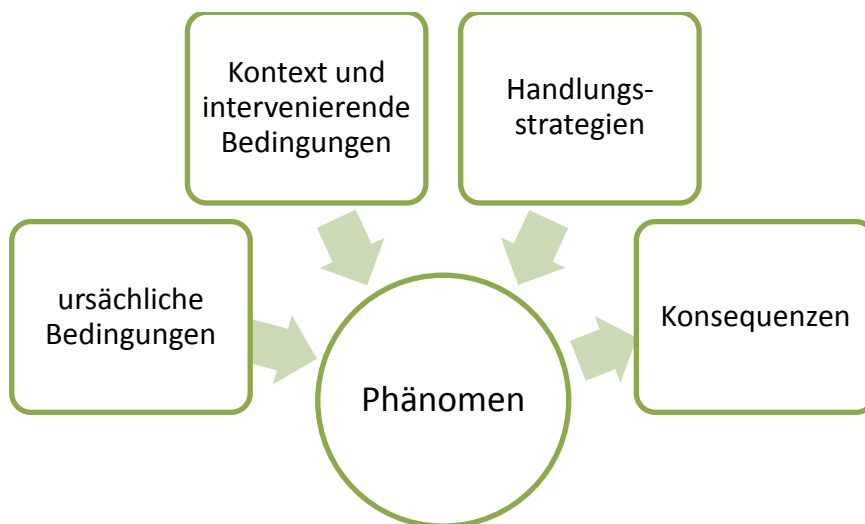 Kontext und
intervenierende
Bedingungen
Handlungs-
strategien
ursächliche
Bedingungen
Konsequenzen
Phänomen